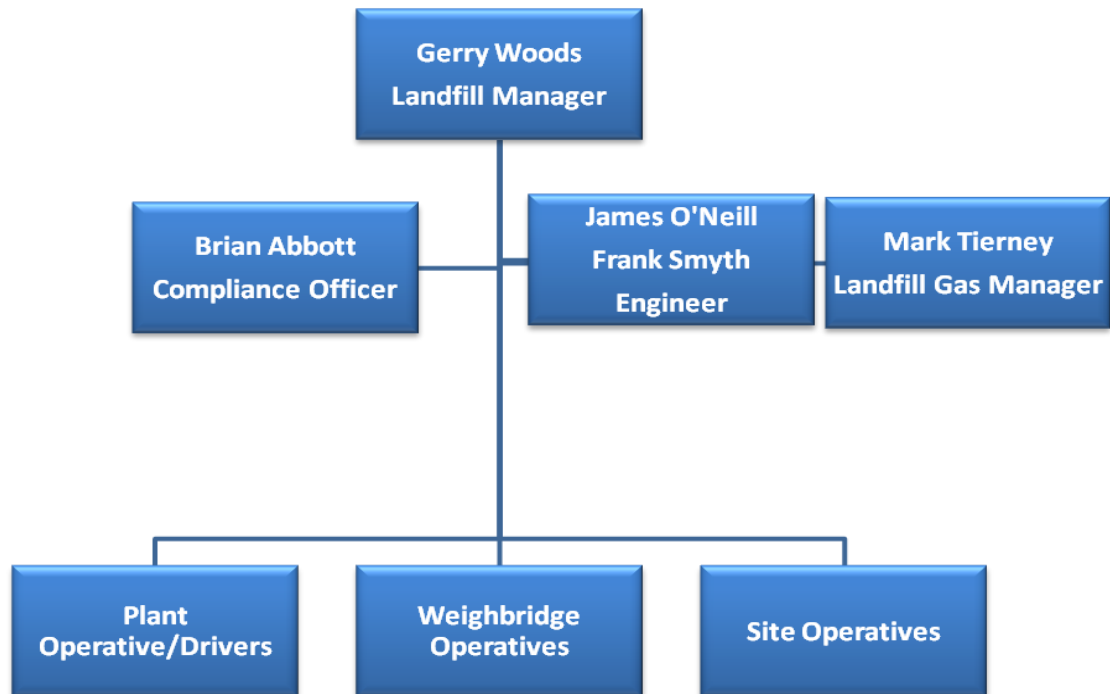 Gerry Woods
Landfill Manager
Brian Abbott
Compliance Officer
James O'Neill
Frank Smyth
Engineer
Mark Tierney
Landfill Gas Manager
Plant
Operative/Drivers
Weighbridge
Operatives
Site Operatives